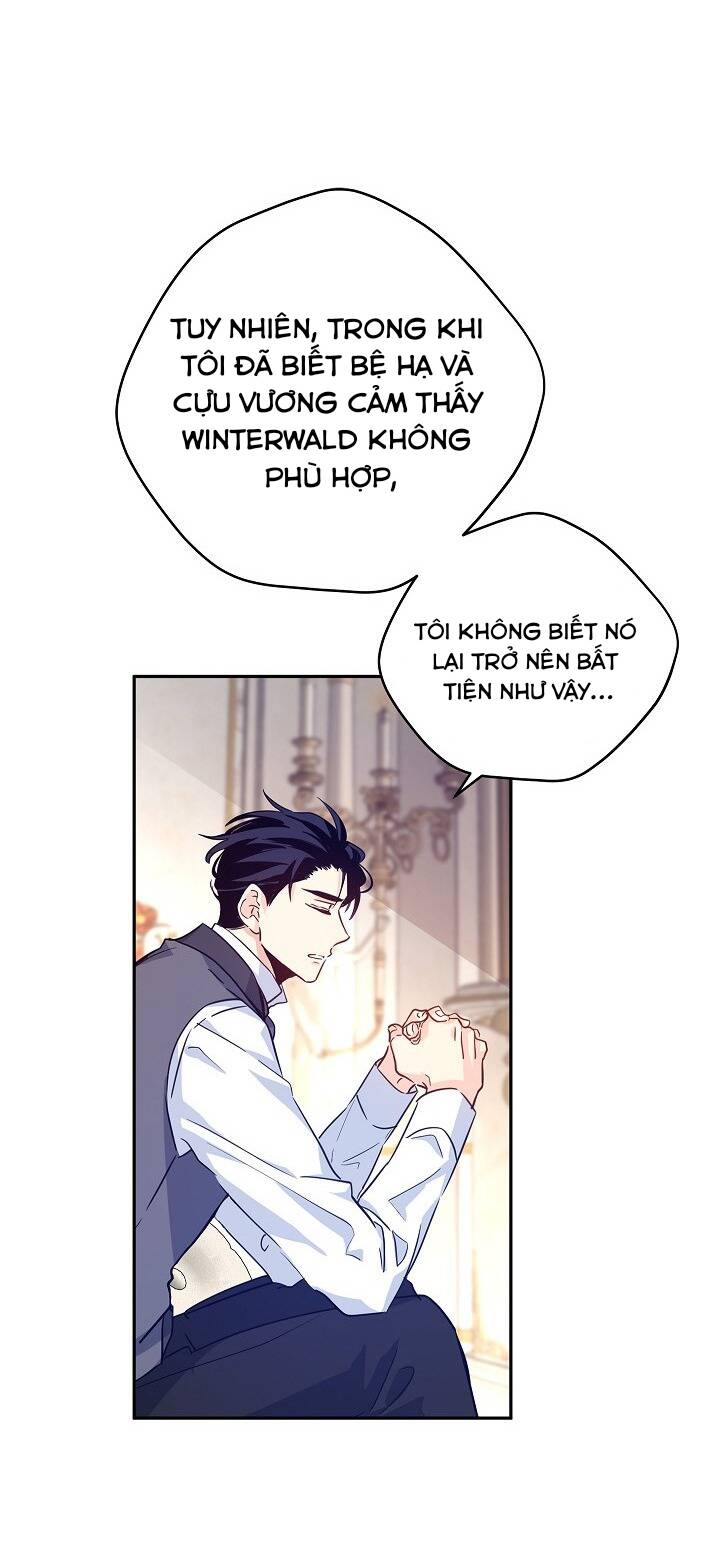 TUY NHIÊN, TRONG KHI
TÔI ĐÃ BIẾT BỆ HẠ VÀ
CỰU VƯƠNG CẢM THẤY
WINTERWALD KHÔNG
PHÙ HỢP,
TÔI KHÔNG BIẾT NÓ
LẠI TRỞ NÊN BẤT
TIỆN NHƯ VẬY...